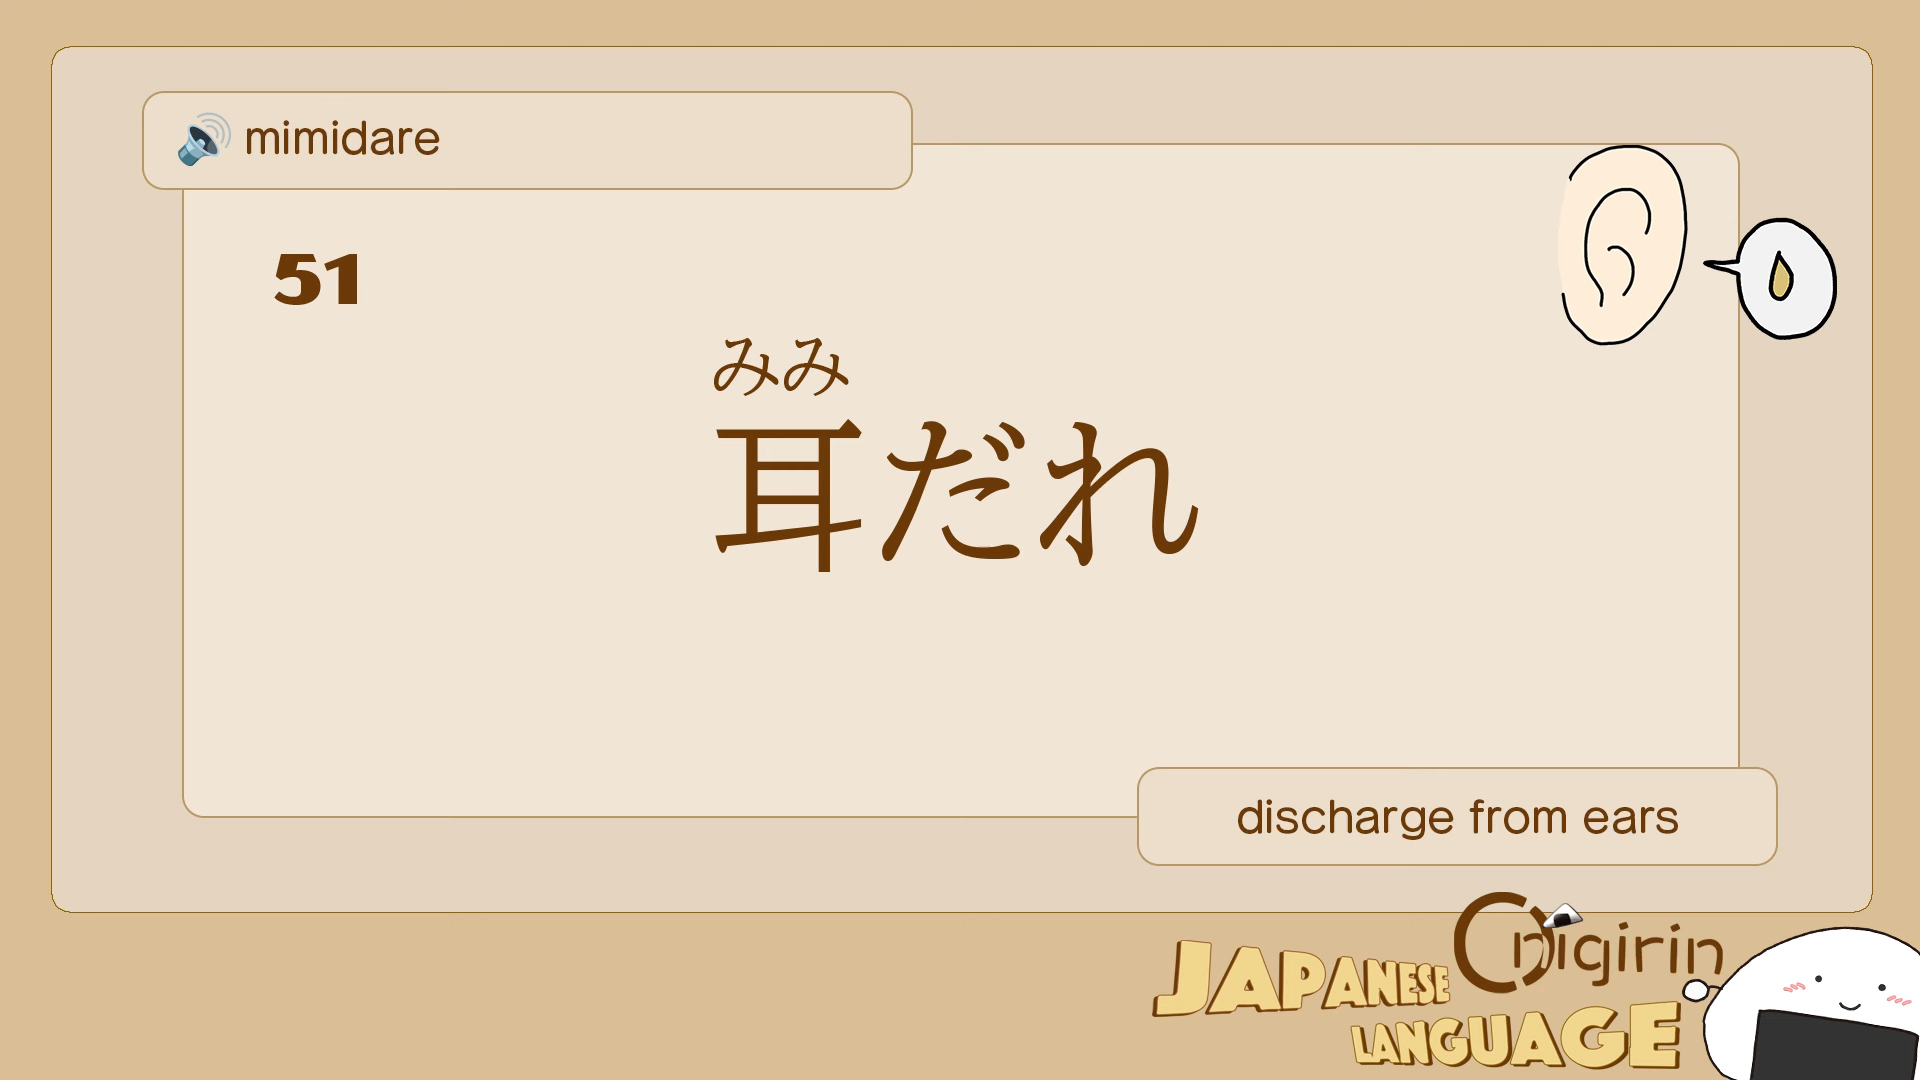 mimidare
51
みみ
耳だれ
discharge from ears
Onigirin
JAPANESE
LANGUAGE